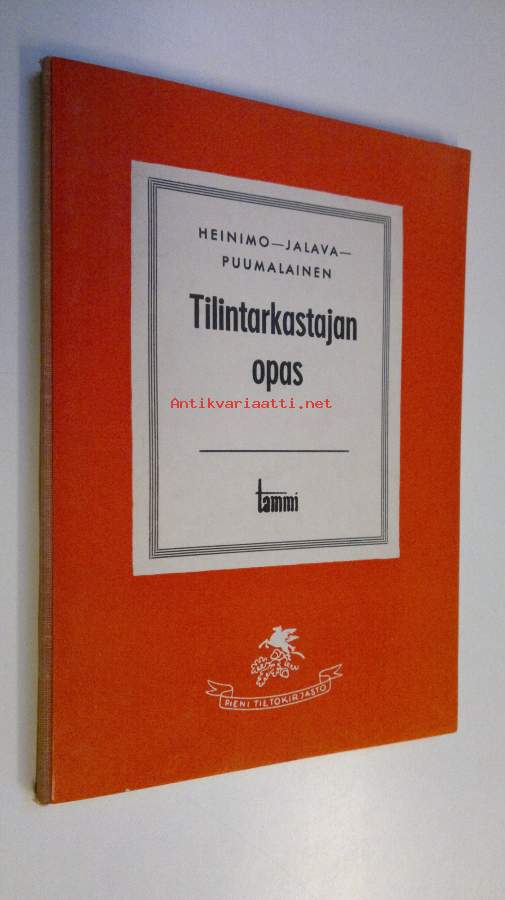 HEINIMO—JALAVA—
PUUMALAINEN
Tilintarkastajan
opas
Antikvariaatti.net
tammi
PIENI TIETOKIRJASTO